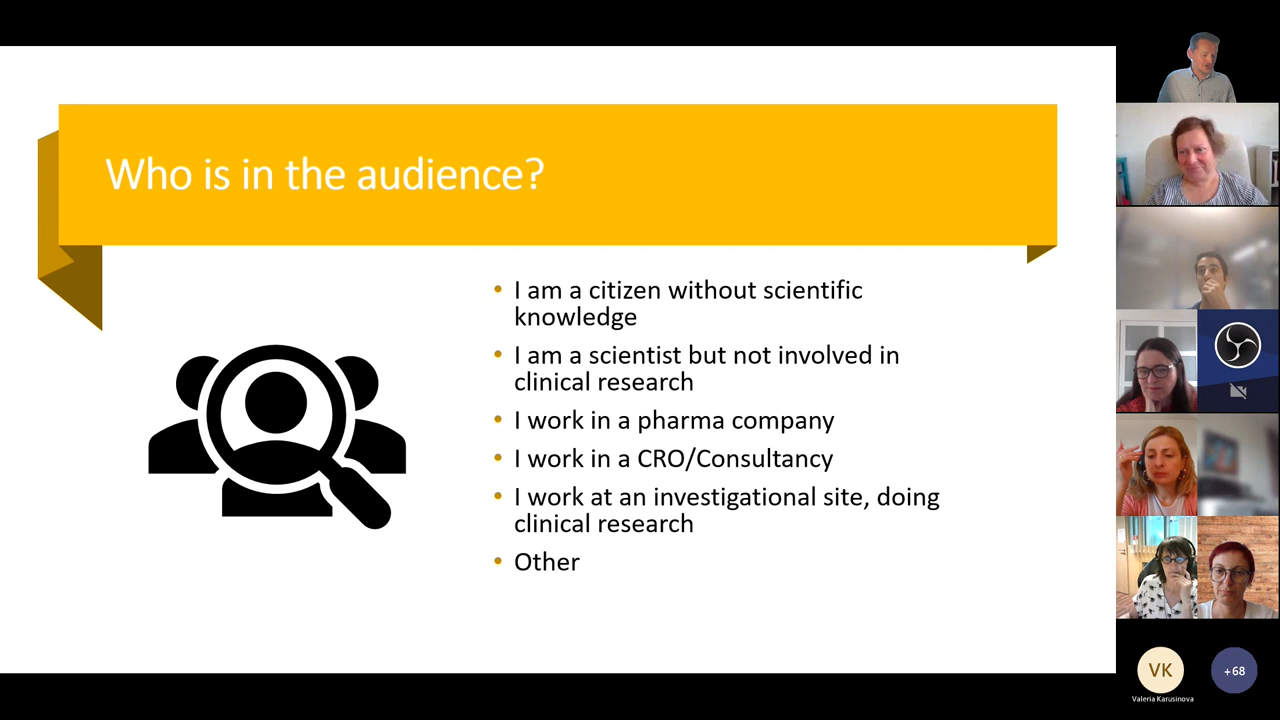 Who is in the audience?
• I am a citizen without scientific
knowledge
• I am a scientist but not involved in
clinical research
• I work in a pharma company
• I work in a CRO/Consultancy
• I work at an investigational site, doing
clinical research
• Other
VK
+68
Valeria Karusinova